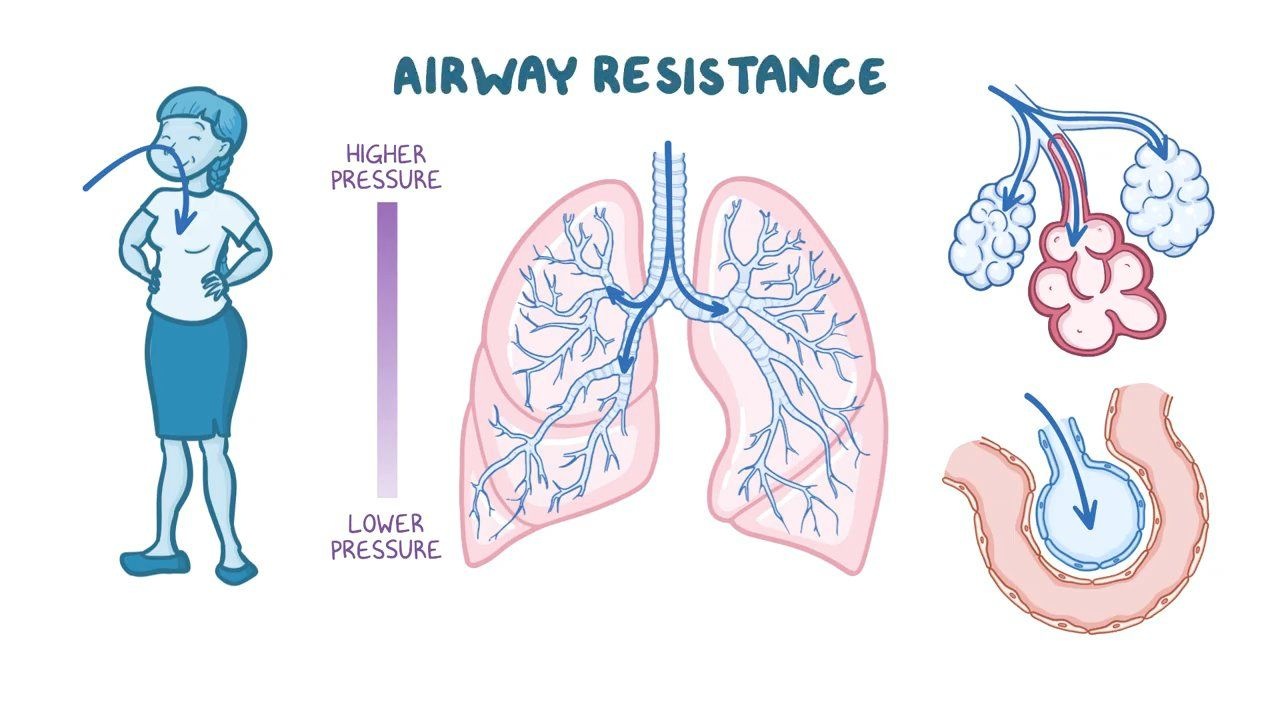 AIRWAY RESISTANCE
HIGHER
PRESSURE
LOWER
PRESSURE